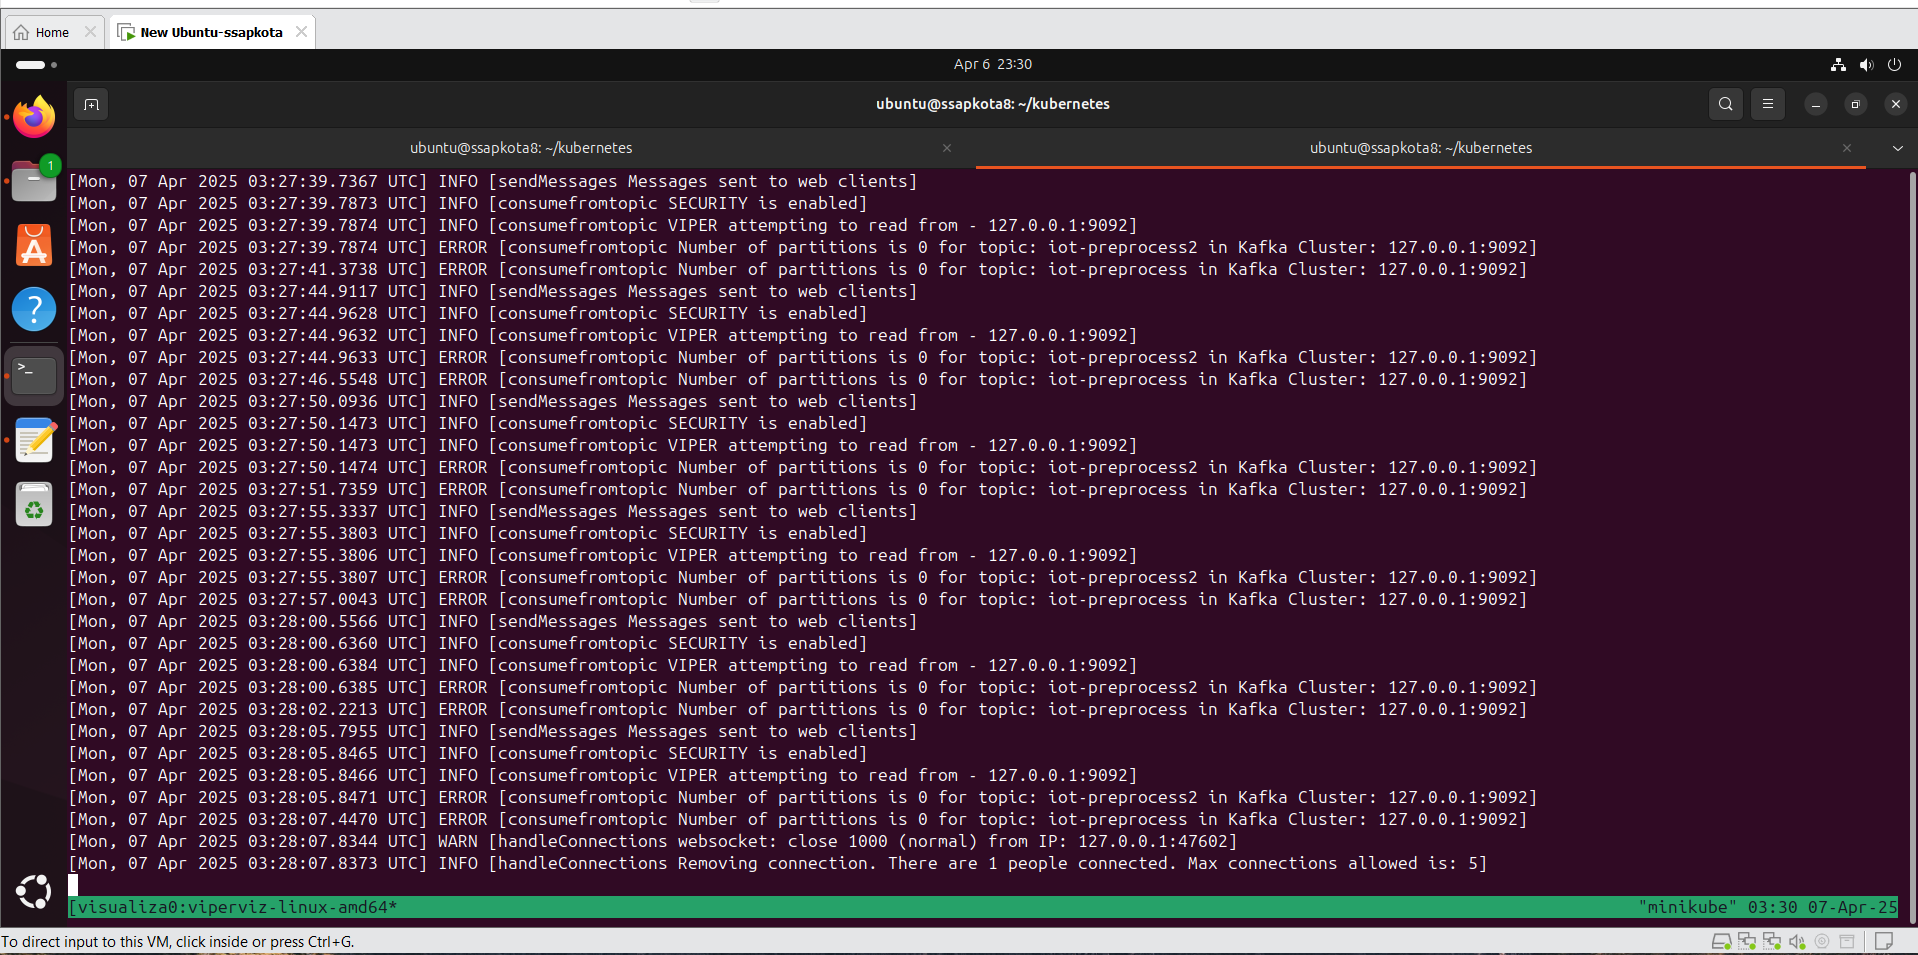 Home
New Ubuntu-ssapkota
Apr 6 23:30
ubuntu@ssapkota8: ~/kubernetes
ubuntu@ssapkota8: ~/kubernetes
ubuntu@ssapkota8: ~/kubernetes
1
[Mon, 07 Apr 2025 03:27:39.7367 UTC] INFO [sendMessages Messages sent to web clients]
[Mon, 07 Apr 2025 03:27:39.7873 UTC] INFO [consumefromtopic SECURITY is enabled]
[Mon, 07 Apr 2025 03:27:39.7874 UTC] INFO [consumefromtopic VIPER attempting to read from - 127.0.0.1:9092]
[Mon, 07 Apr 2025 03:27:39.7874 UTC] ERROR [consumefromtopic Number of partitions is 0 for topic: iot-preprocess2 in Kafka Cluster: 127.0.0.1:9092]
[Mon, 07 Apr 2025 03:27:41.3738 UTC] ERROR [consumefromtopic Number of partitions is 0 for topic: iot-preprocess in Kafka Cluster: 127.0.0.1:9092]
[Mon, 07 Apr 2025 03:27:44.9117 UTC] INFO [sendMessages Messages sent to web clients]
[Mon, 07 Apr 2025 03:27:44.9628 UTC] INFO [consumefromtopic SECURITY is enabled]
[Mon, 07 Apr 2025 03:27:44.9632 UTC] INFO [consumefromtopic VIPER attempting to read from - 127.0.0.1:9092]
[Mon, 07 Apr 2025 03:27:44.9633 UTC] ERROR [consumefromtopic Number of partitions is 0 for topic: iot-preprocess2 in Kafka Cluster: 127.0.0.1:9092]
[Mon, 07 Apr 2025 03:27:46.5548 UTC] ERROR [consumefromtopic Number of partitions is 0 for topic: iot-preprocess in Kafka Cluster: 127.0.0.1:9092]
[Mon, 07 Apr 2025 03:27:50.0936 UTC] INFO [sendMessages Messages sent to web clients]
[Mon, 07 Apr 2025 03:27:50.1473 UTC] INFO [consumefromtopic SECURITY is enabled]
[Mon, 07 Apr 2025 03:27:50.1473 UTC] INFO [consumefromtopic VIPER attempting to read from - 127.0.0.1:9092]
[Mon, 07 Apr 2025 03:27:50.1474 UTC] ERROR [consumefromtopic Number of partitions is 0 for topic: iot-preprocess2 in Kafka Cluster: 127.0.0.1:9092]
[Mon, 07 Apr 2025 03:27:51.7359 UTC] ERROR [consumefromtopic Number of partitions is 0 for topic: iot-preprocess in Kafka Cluster: 127.0.0.1:9092]
[Mon, 07 Apr 2025 03:27:55.3337 UTC] INFO [sendMessages Messages sent to web clients]
[Mon, 07 Apr 2025 03:27:55.3803 UTC] INFO [consumefromtopic SECURITY is enabled]
[Mon, 07 Apr 2025 03:27:55.3806 UTC] INFO [consumefromtopic VIPER attempting to read from - 127.0.0.1:9092]
[Mon, 07 Apr 2025 03:27:55.3807 UTC] ERROR [consumefromtopic Number of partitions is 0 for topic: iot-preprocess2 in Kafka Cluster: 127.0.0.1:9092]
[Mon, 07 Apr 2025 03:27:57.0043 UTC] ERROR [consumefromtopic Number of partitions is 0 for topic: iot-preprocess in Kafka Cluster: 127.0.0.1:9092]
[Mon, 07 Apr 2025 03:28:00.5566 UTC] INFO [sendMessages Messages sent to web clients]
[Mon, 07 Apr 2025 03:28:00.6360 UTC] INFO [consumefromtopic SECURITY is enabled]
[Mon, 07 Apr 2025 03:28:00.6384 UTC] INFO [consumefromtopic VIPER attempting to read from - 127.0.0.1:9092]
[Mon, 07 Apr 2025 03:28:00.6385 UTC] ERROR [consumefromtopic Number of partitions is 0 for topic: iot-preprocess2 in Kafka Cluster: 127.0.0.1:9092]
[Mon, 07 Apr 2025 03:28:02.2213 UTC] ERROR [consumefromtopic Number of partitions is 0 for topic: iot-preprocess in Kafka Cluster: 127.0.0.1:9092]
[Mon, 07 Apr 2025 03:28:05.7955 UTC] INFO [sendMessages Messages sent to web clients]
[Mon, 07 Apr 2025 03:28:05.8465 UTC] INFO [consumefromtopic SECURITY is enabled]
[Mon, 07 Apr 2025 03:28:05.8466 UTC] INFO [consumefromtopic VIPER attempting to read from - 127.0.0.1:9092]
[Mon, 07 Apr 2025 03:28:05.8471 UTC] ERROR [consumefromtopic Number of partitions is 0 for topic: iot-preprocess2 in Kafka Cluster: 127.0.0.1:9092]
[Mon, 07 Apr 2025 03:28:07.4470 UTC] ERROR [consumefromtopic Number of partitions is 0 for topic: iot-preprocess in Kafka Cluster: 127.0.0.1:9092]
[Mon, 07 Apr 2025 03:28:07.8344 UTC] WARN [handleConnections websocket: close 1000 (normal) from IP: 127.0.0.1:47602]
[Mon, 07 Apr 2025 03:28:07.8373 UTC] INFO [handleConnections Removing connection. There are 1 people connected. Max connections allowed is: 5]
[visualiza0:viperviz-linux-amd64* "minikube" 03:30 07-Apr-25
To direct input to this VM, click inside or press Ctrl+G.